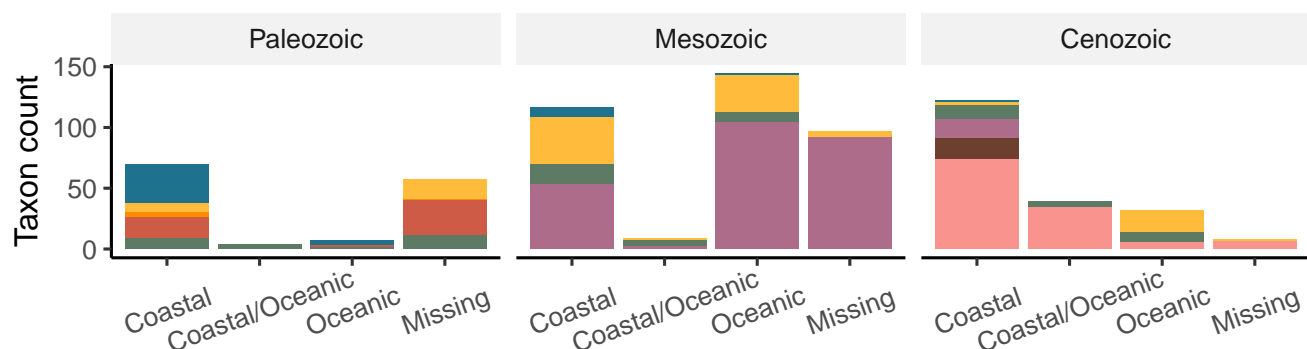 Paleozoic Mesozoic Cenozoic
Taxon count
150
100
50
0
Coastal Coastal/Oceanic Oceanic Missing Coastal Coastal/Oceanic Oceanic Missing Coastal Coastal/Oceanic Oceanic Missing